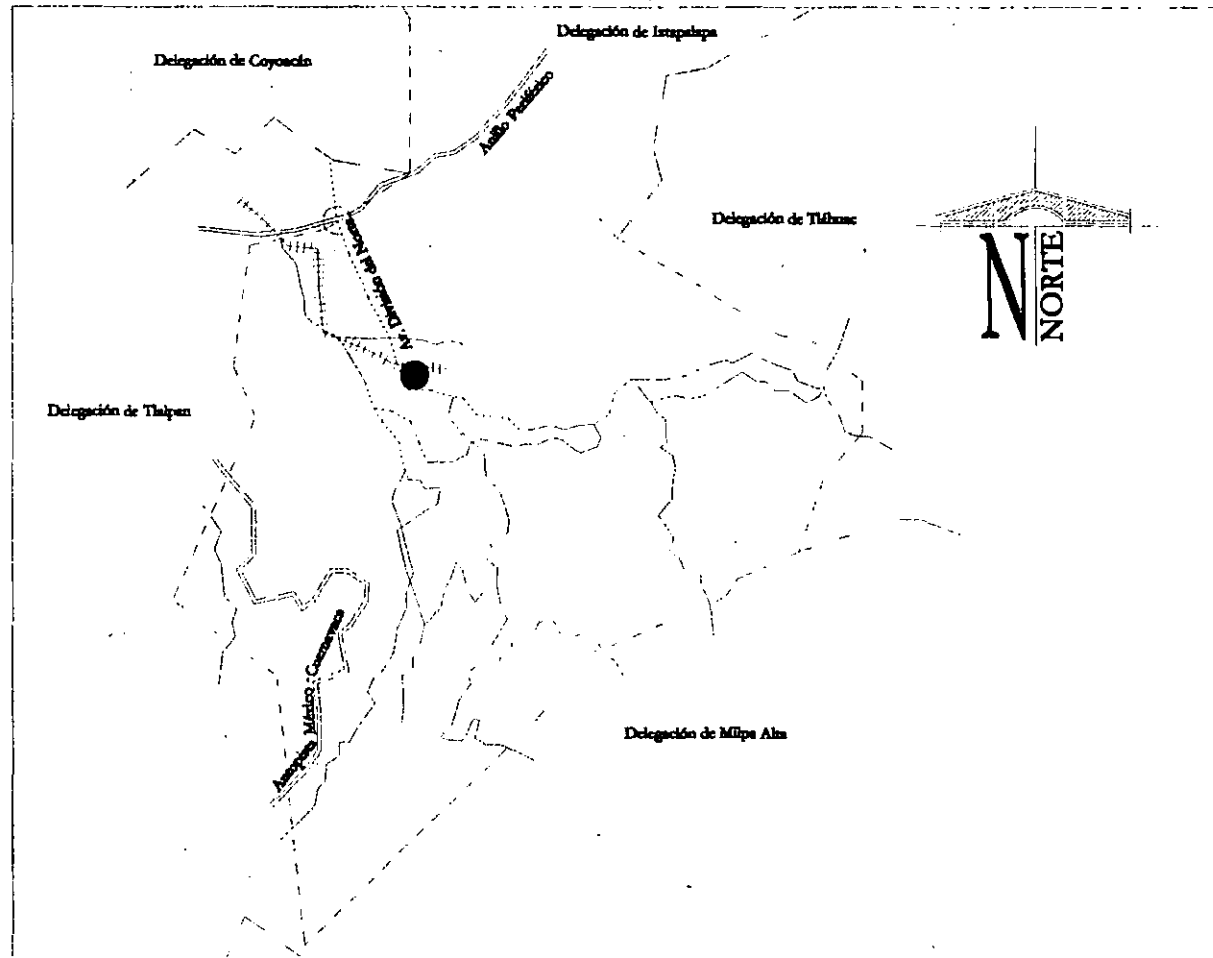 Delegación de Ixtapalapa
Delegación de Coyoacán
Anillo Periférico
Delegación de Tláhuac
N
NORTE
Av. División del Norte
Delegación de Tlalpan
Autopista México - Cuernavaca
Delegación de Milpa Alta